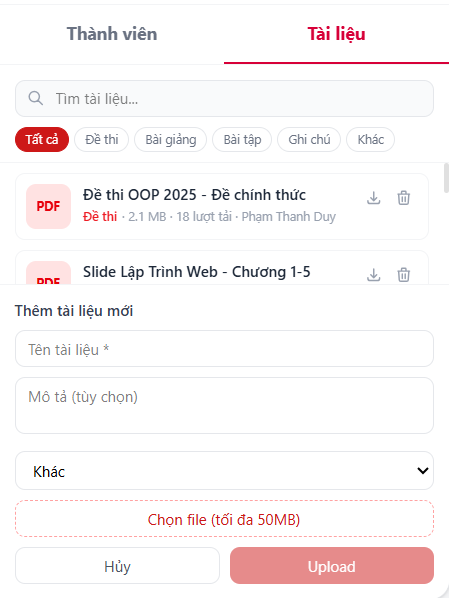 Thành viên Tài liệu
Tìm tài liệu...
Tất cả Đề thi Bài giảng Bài tập Ghi chú Khác
PDF
Đề thi OOP 2025 - Đề chính thức
Đề thi · 2.1 MB · 18 lượt tải · Phạm Thanh Duy
PDF
Slide Lập Trình Web - Chương 1-5
Thêm tài liệu mới
Tên tài liệu *
Mô tả (tùy chọn)
Khác
Chọn file (tối đa 50MB)
Hủy Upload